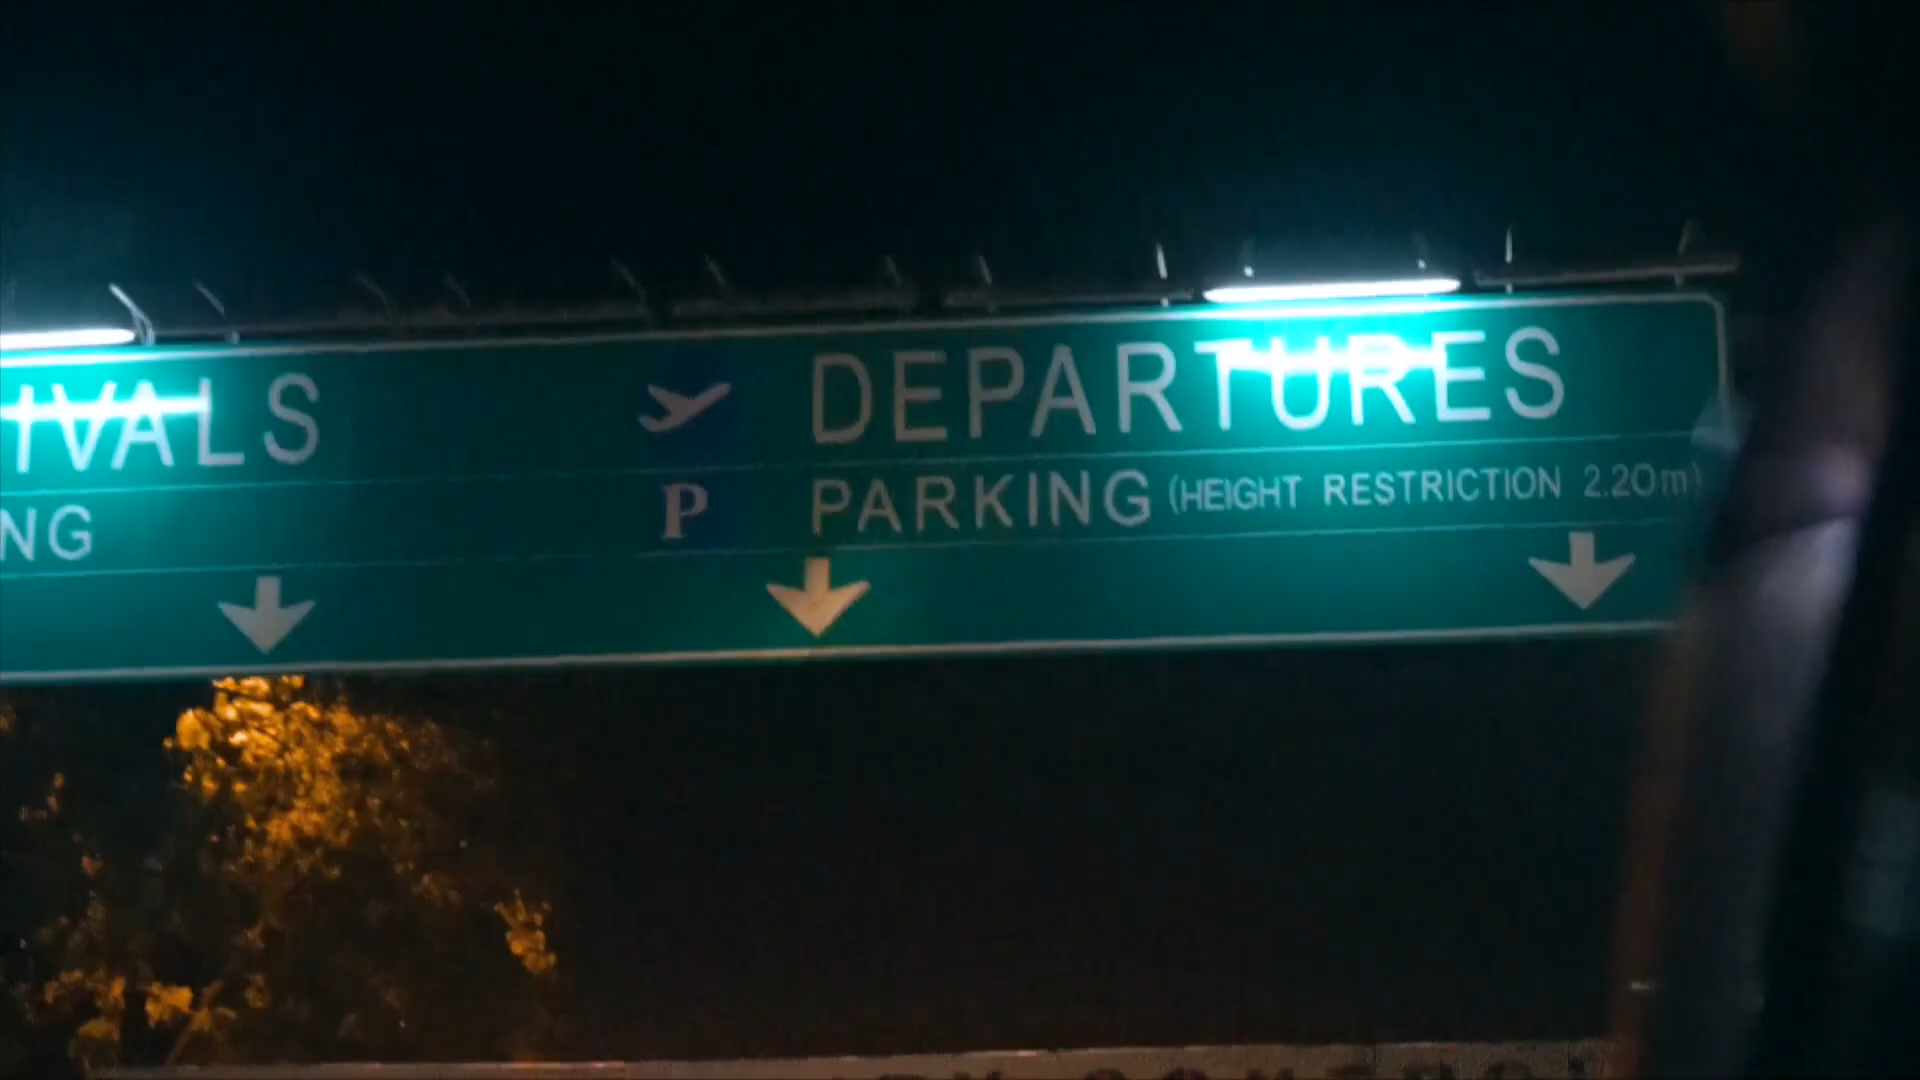 IVALS
NG
DEPARTURES
P PARKING (HEIGHT RESTRICTION 2.20m)